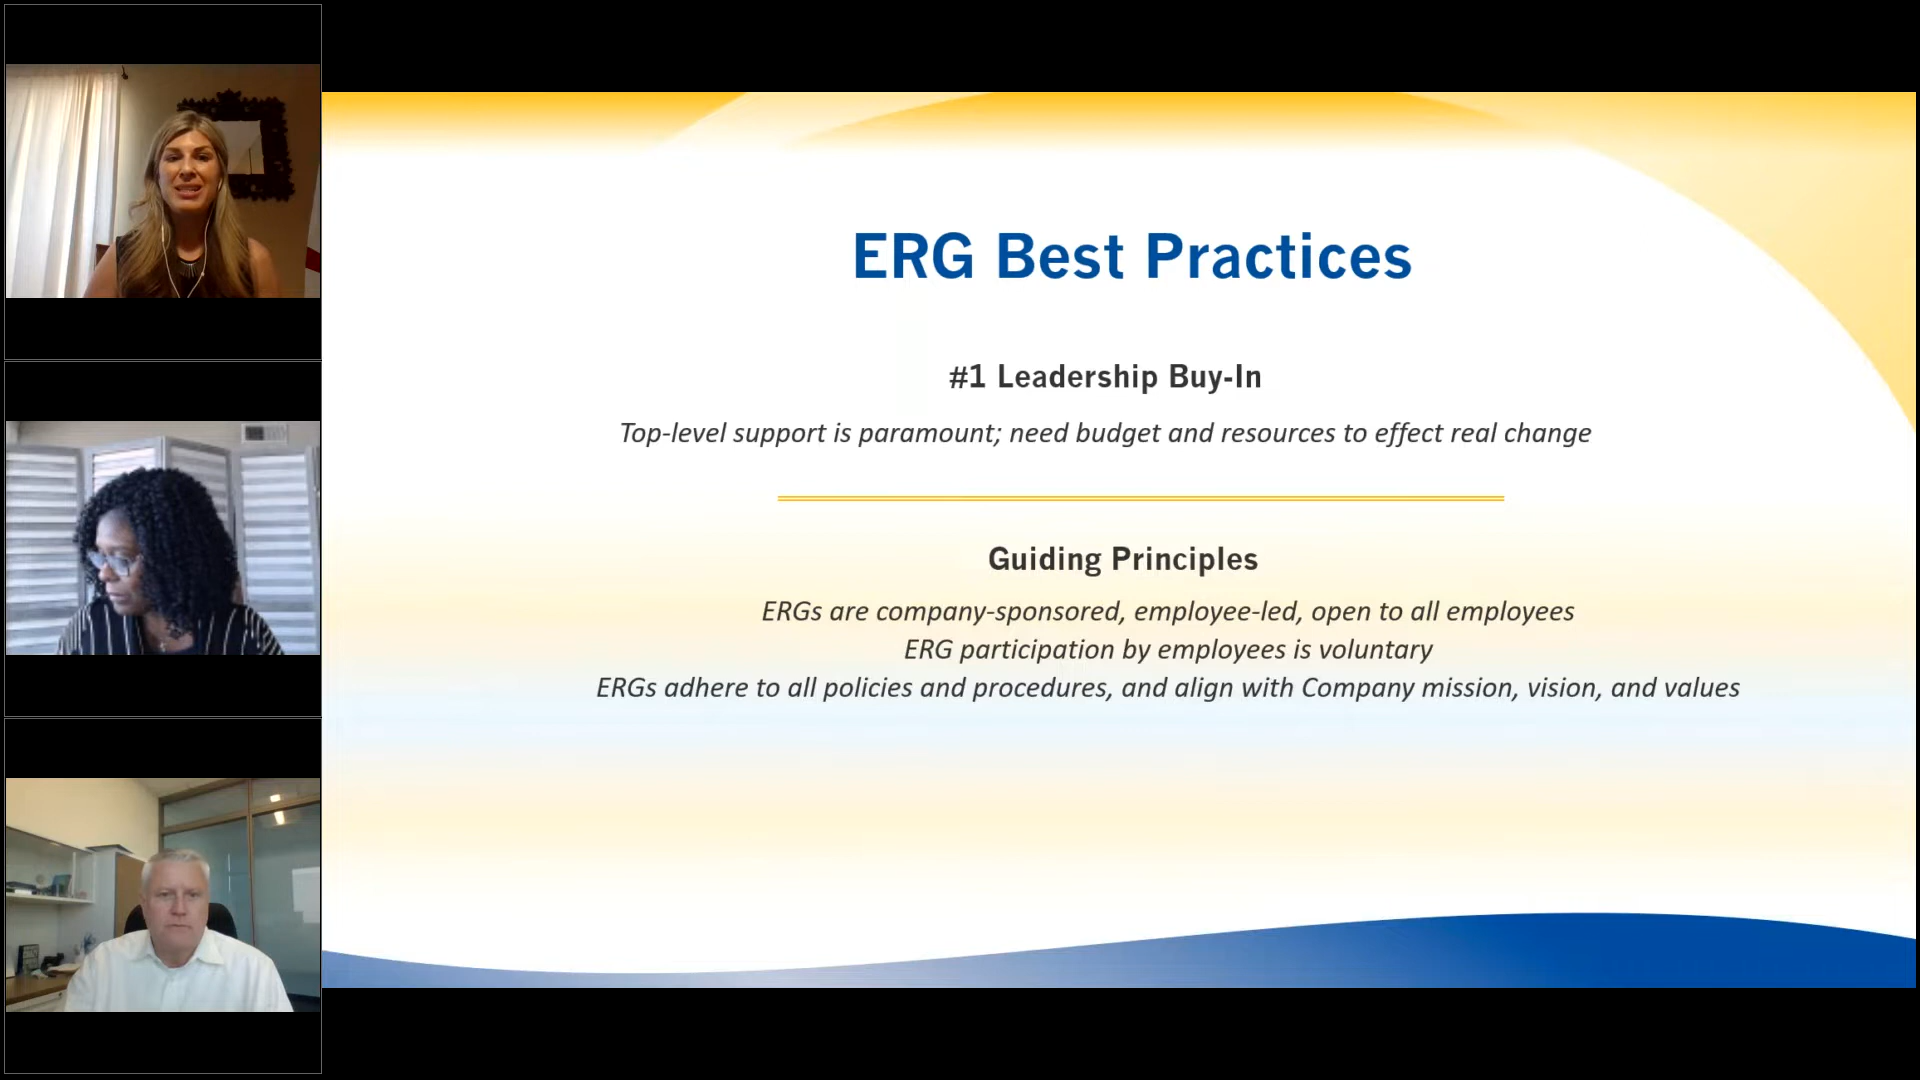 ERG Best Practices
#1 Leadership Buy-In
Top-level support is paramount; need budget and resources to effect real change
Guiding Principles
ERGs are company-sponsored, employee-led, open to all employees
ERG participation by employees is voluntary
ERGs adhere to all policies and procedures, and align with Company mission, vision, and values